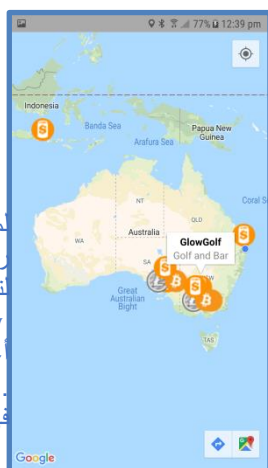 77% 12:39 pm
Indonesia
Banda Sea
Papua New
Guinea
Arafura Sea
Coral S
NT
QLD
Australia
WA
GlowGolf
Golf and Bar
SA
Great
Australian
Bight
TAS
Google